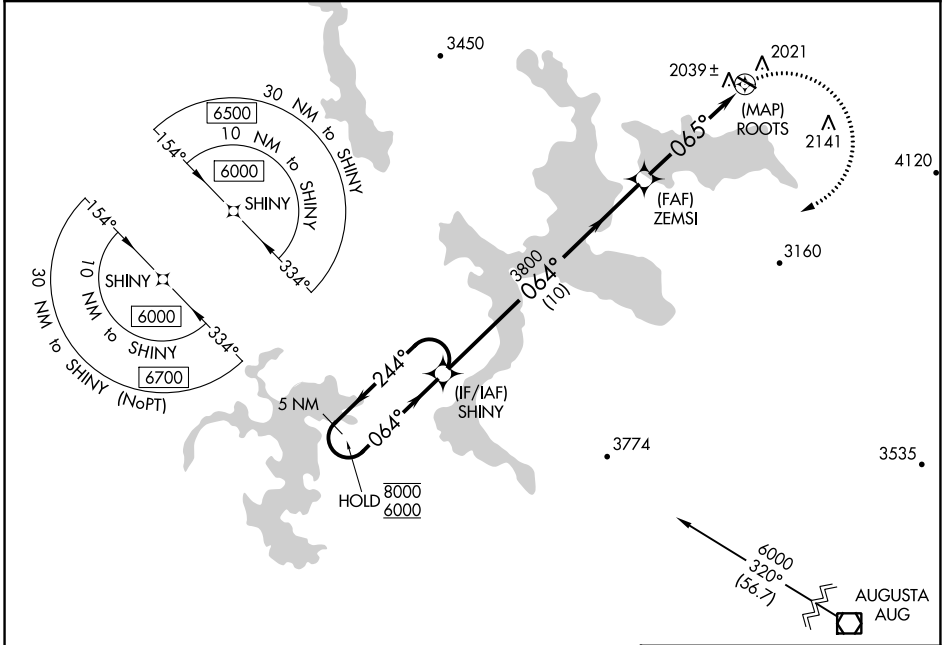 3450
2021
2039 ±
(MAP)
ROOTS
2141
065°
4120
30 NM to SHINY
6500
10 NM to SHINY
6000
154°
SHINY
334°
(FAF)
ZEMSI
3160
154°
SHINY
10 NM to SHINY
6000
334°
30 NM to SHINY (NoPT)
6700
3800
064°
(10)
244°
5 NM
064°
(IF/IAF)
SHINY
HOLD
8000
6000
3774
3535
6000
320°
(56.7)
AUGUSTA
AUG